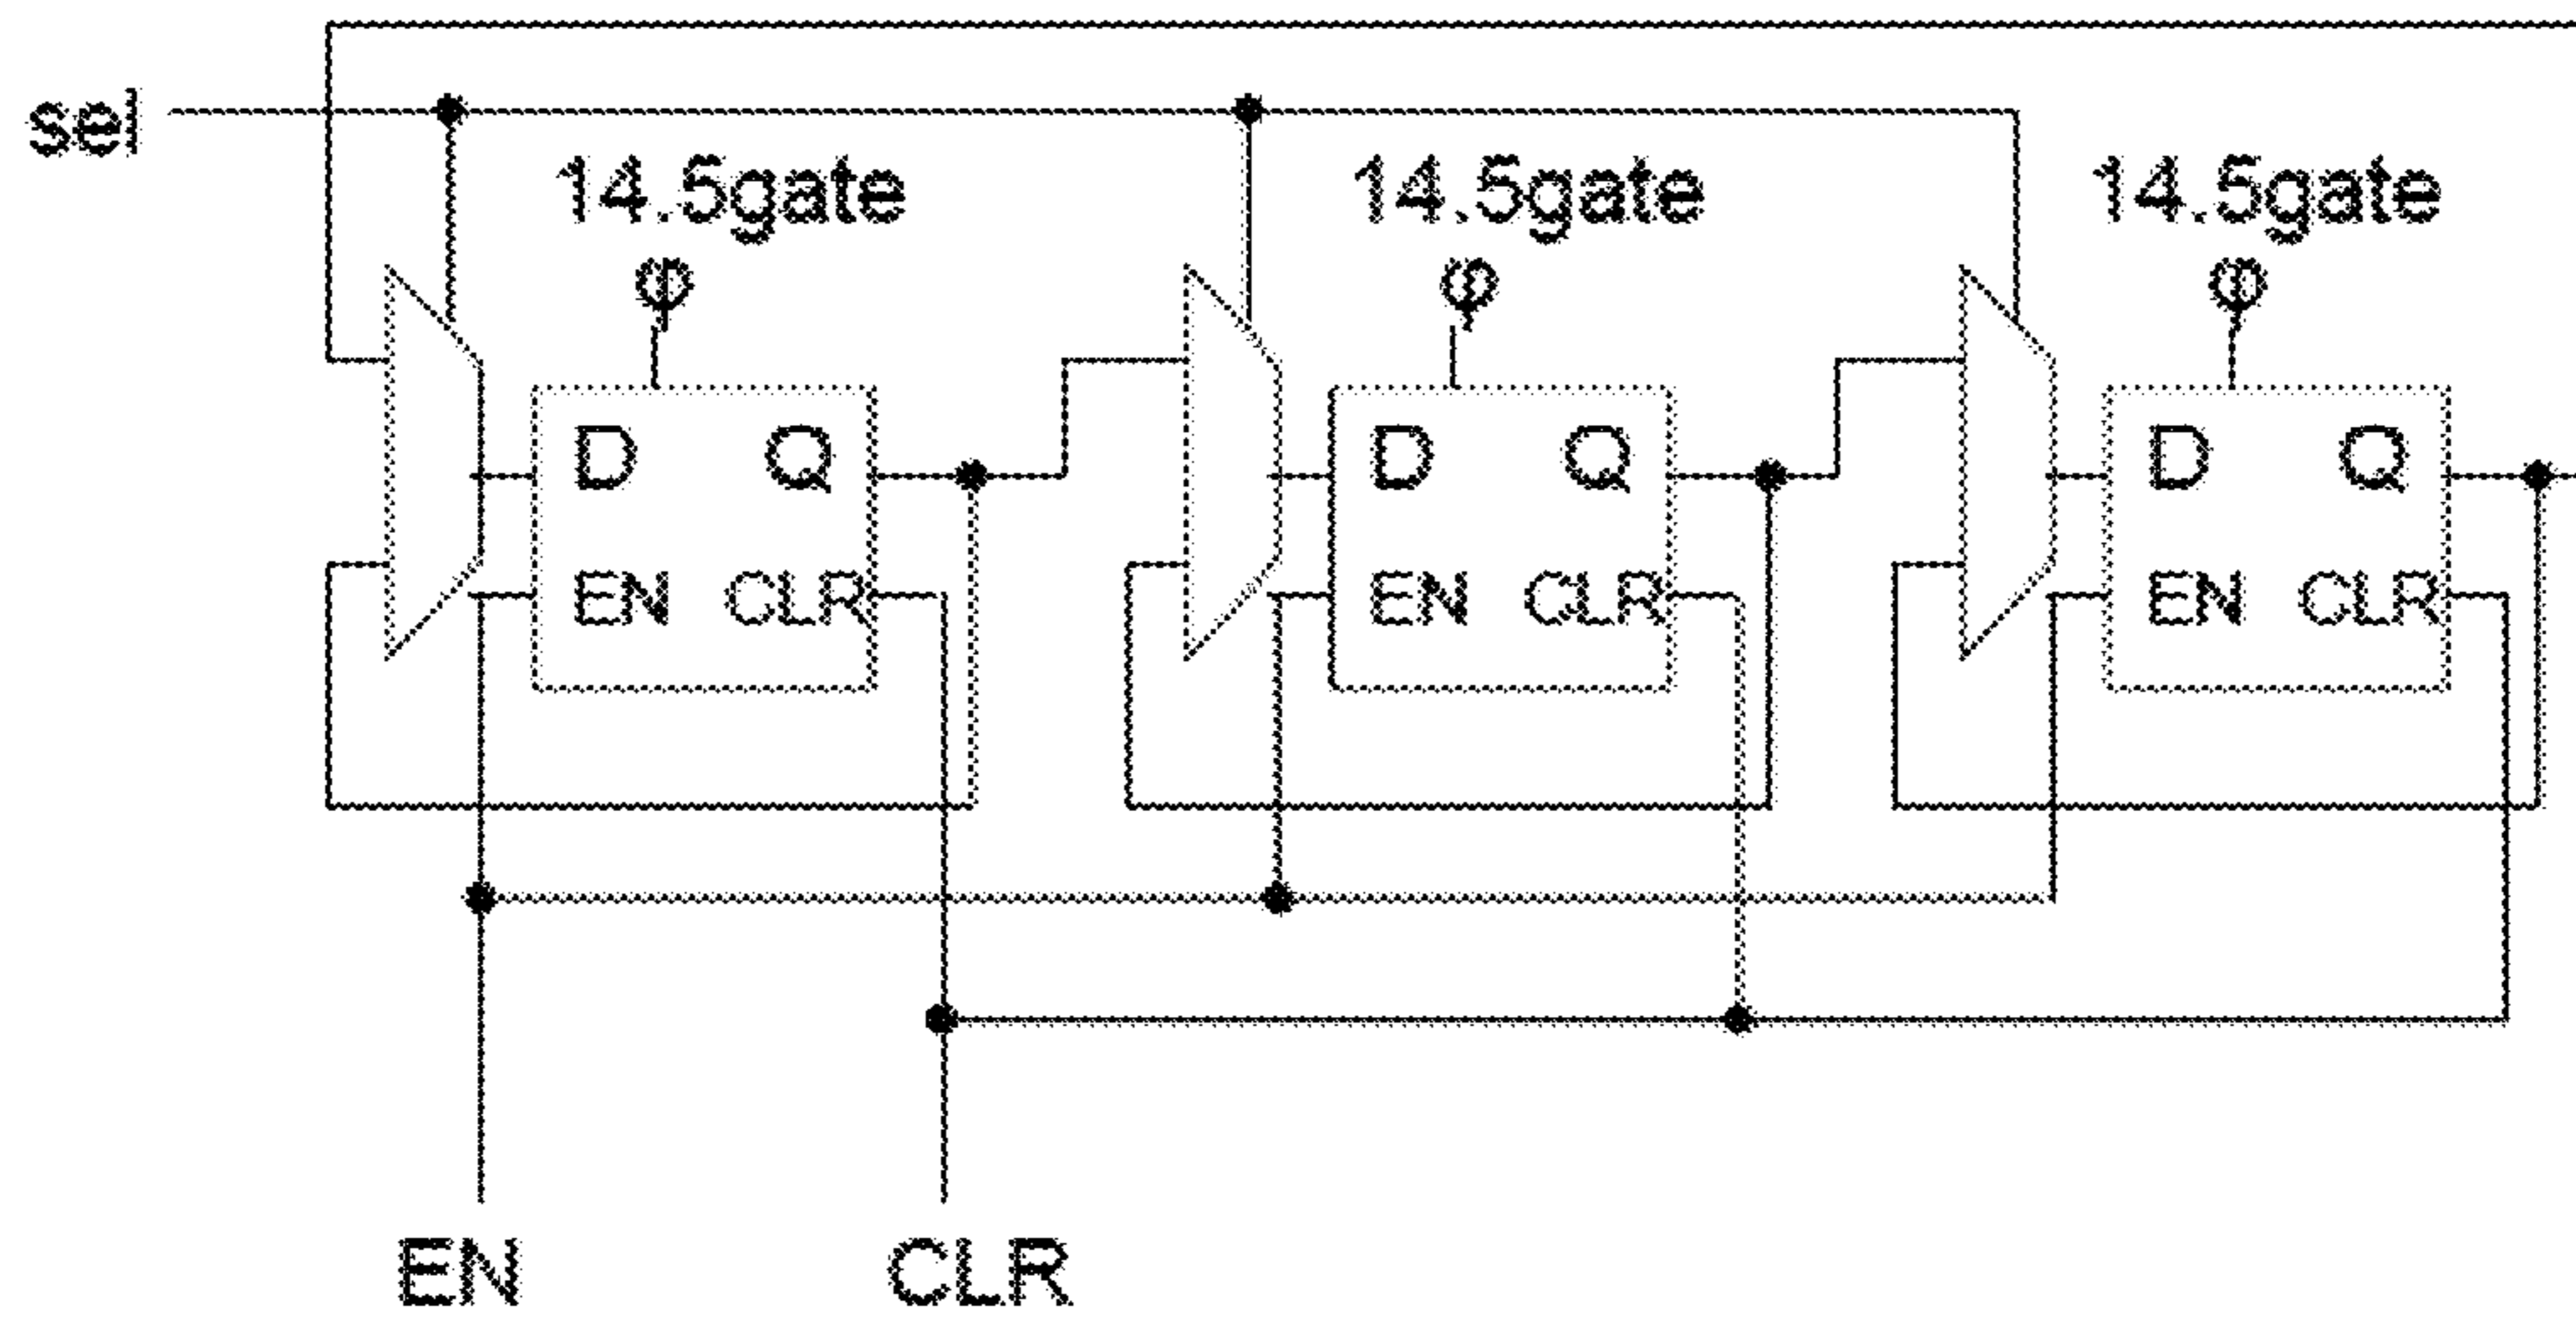 sel
14.5gate
14.5gate
14.5gate
φ
φ
φ
D Q
D Q
D Q
EN CLR
EN CLR
EN CLR
EN
CLR